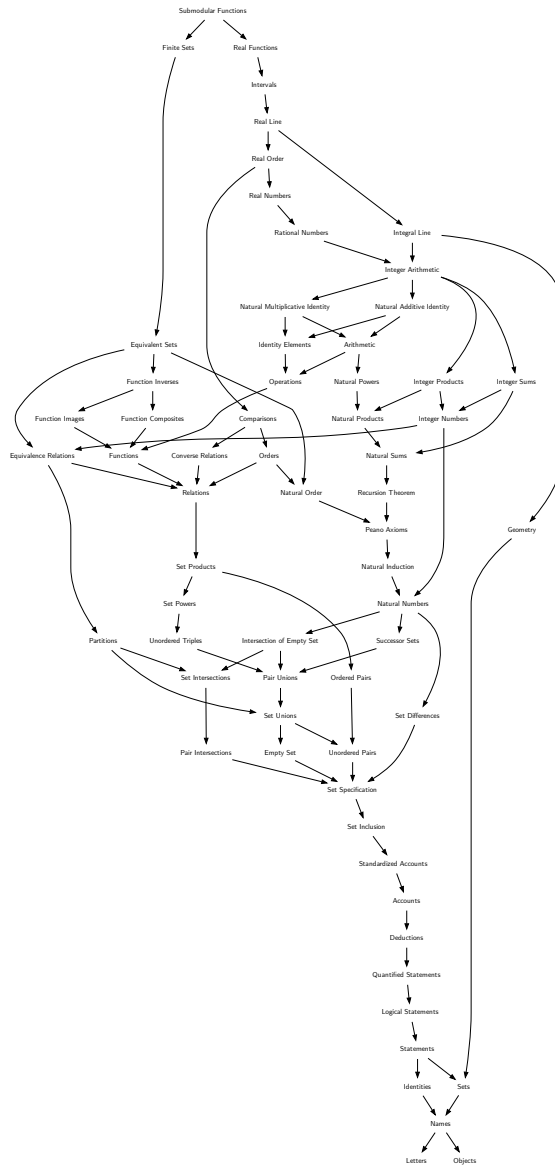 Submodular Functions
Finite Sets
Real Functions
Intervals
Real Line
Real Order
Real Numbers
Rational Numbers
Integral Line
Integer Arithmetic
Natural Multiplicative Identity
Natural Additive Identity
Equivalent Sets
Identity Elements
Arithmetic
Function Inverses
Operations
Natural Powers
Integer Products
Integer Sums
Function Images
Function Composites
Comparisons
Natural Products
Integer Numbers
Equivalence Relations
Functions
Converse Relations
Orders
Natural Sums
Relations
Natural Order
Recursion Theorem
Peano Axioms
Geometry
Set Products
Natural Induction
Set Powers
Natural Numbers
Partitions
Unordered Triples
Intersection of Empty Set
Successor Sets
Set Intersections
Pair Unions
Ordered Pairs
Set Unions
Set Differences
Pair Intersections
Empty Set
Unordered Pairs
Set Specification
Set Inclusion
Standardized Accounts
Accounts
Deductions
Quantified Statements
Logical Statements
Statements
Identities
Sets
Names
Letters
Objects